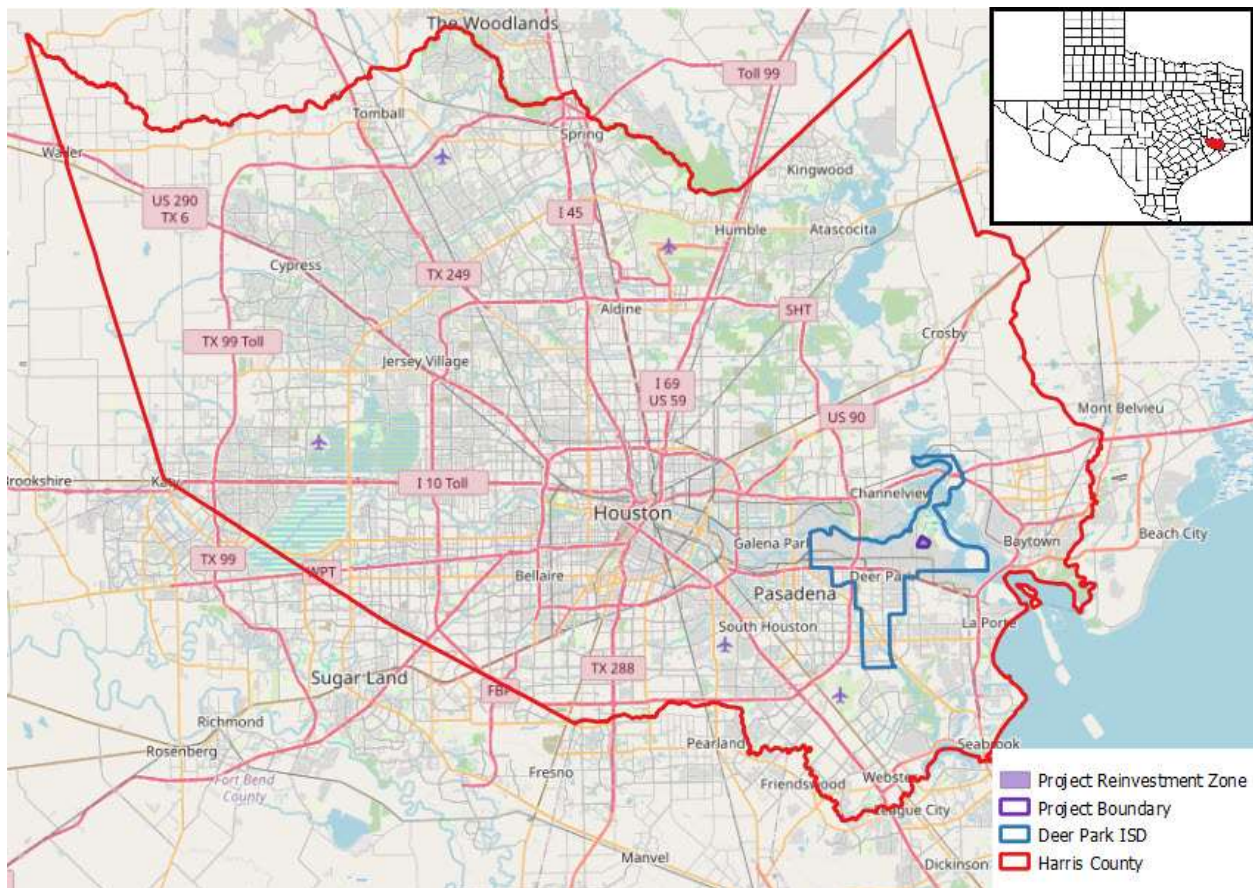 The Woodlands
Toll 99
Tomball
Spring
Waller
Kingwood
US 290
TX 6
I 45
Humble
Atascocita
Cypress
TX 249
Aldine
SHT
Crosby
TX 99 Toll
Jersey Village
I 69
US 59
US 90
Mont Belvieu
Brookshire
Katy
I 10 Toll
Channelview
Houston
Galena Park
Baytown
Beach City
TX 99
WPT
Bellaire
Deer Park
Pasadena
South Houston
La Porte
Sugar Land
TX 288
FBP
Richmond
Rosenberg
Pearland
Seabrook
Fort Bend
County
Fresno
Friendswood
Webster
League City
Manvel
Dickinson
Project Reinvestment Zone
Project Boundary
Deer Park ISD
Harris County